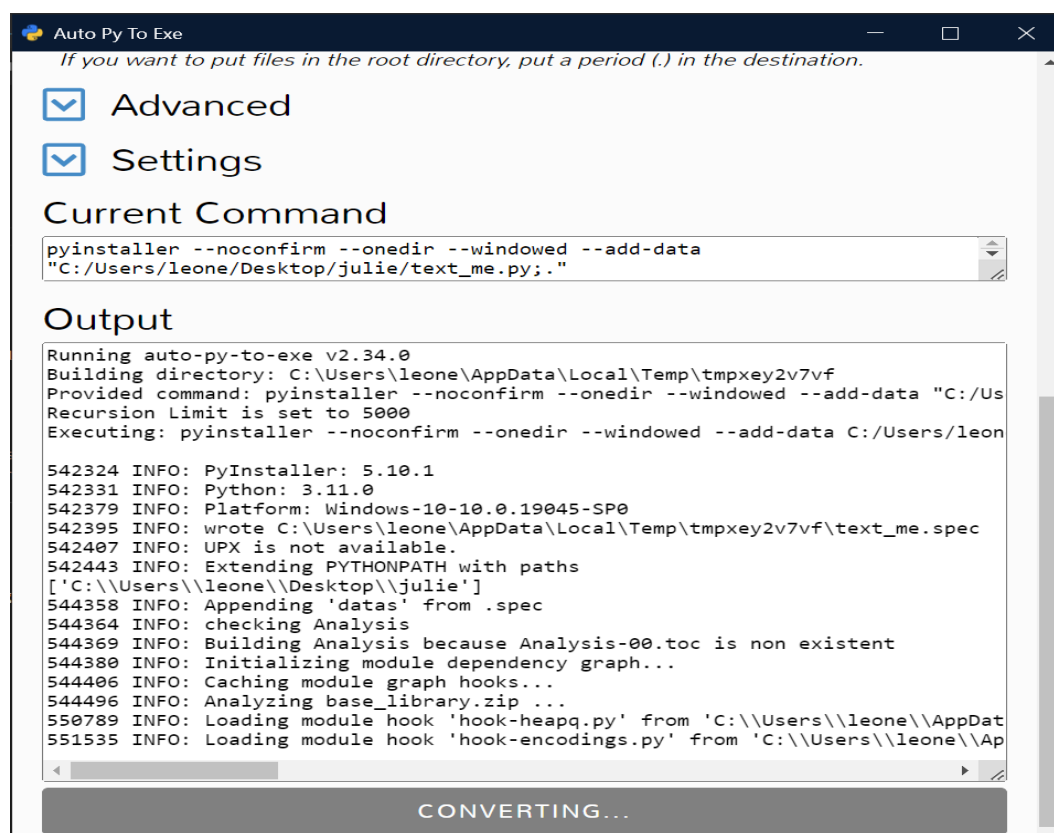 Auto Py To Exe
If you want to put files in the root directory, put a period (.) in the destination.
Advanced
Settings
Current Command
pyinstaller --noconfirm --onedir --windowed --add-data
"C:/Users/leone/Desktop/julie/text_me.py;."
Output
Running auto-py-to-exe v2.34.0
Building directory: C:\Users\leone\AppData\Local\Temp\tmpxey2v7vf
Provided command: pyinstaller --noconfirm --onedir --windowed --add-data "C:/Us
Recursion Limit is set to 5000
Executing: pyinstaller --noconfirm --onedir --windowed --add-data C:/Users/leon
542324 INFO: PyInstaller: 5.10.1
542331 INFO: Python: 3.11.0
542379 INFO: Platform: Windows-10-10.0.19045-SP0
542395 INFO: wrote C:\Users\leone\AppData\Local\Temp\tmpxey2v7vf\text_me.spec
542407 INFO: UPX is not available.
542443 INFO: Extending PYTHONPATH with paths
['C:\\Users\\leone\\Desktop\\julie']
544358 INFO: Appending 'datas' from .spec
544364 INFO: checking Analysis
544369 INFO: Building Analysis because Analysis-00.toc is non existent
544380 INFO: Initializing module dependency graph...
544406 INFO: Caching module graph hooks...
544496 INFO: Analyzing base_library.zip ...
550789 INFO: Loading module hook 'hook-heapq.py' from 'C:\\Users\\leone\\AppDat
551535 INFO: Loading module hook 'hook-encodings.py' from 'C:\\Users\\leone\\Ap
CONVERTING...